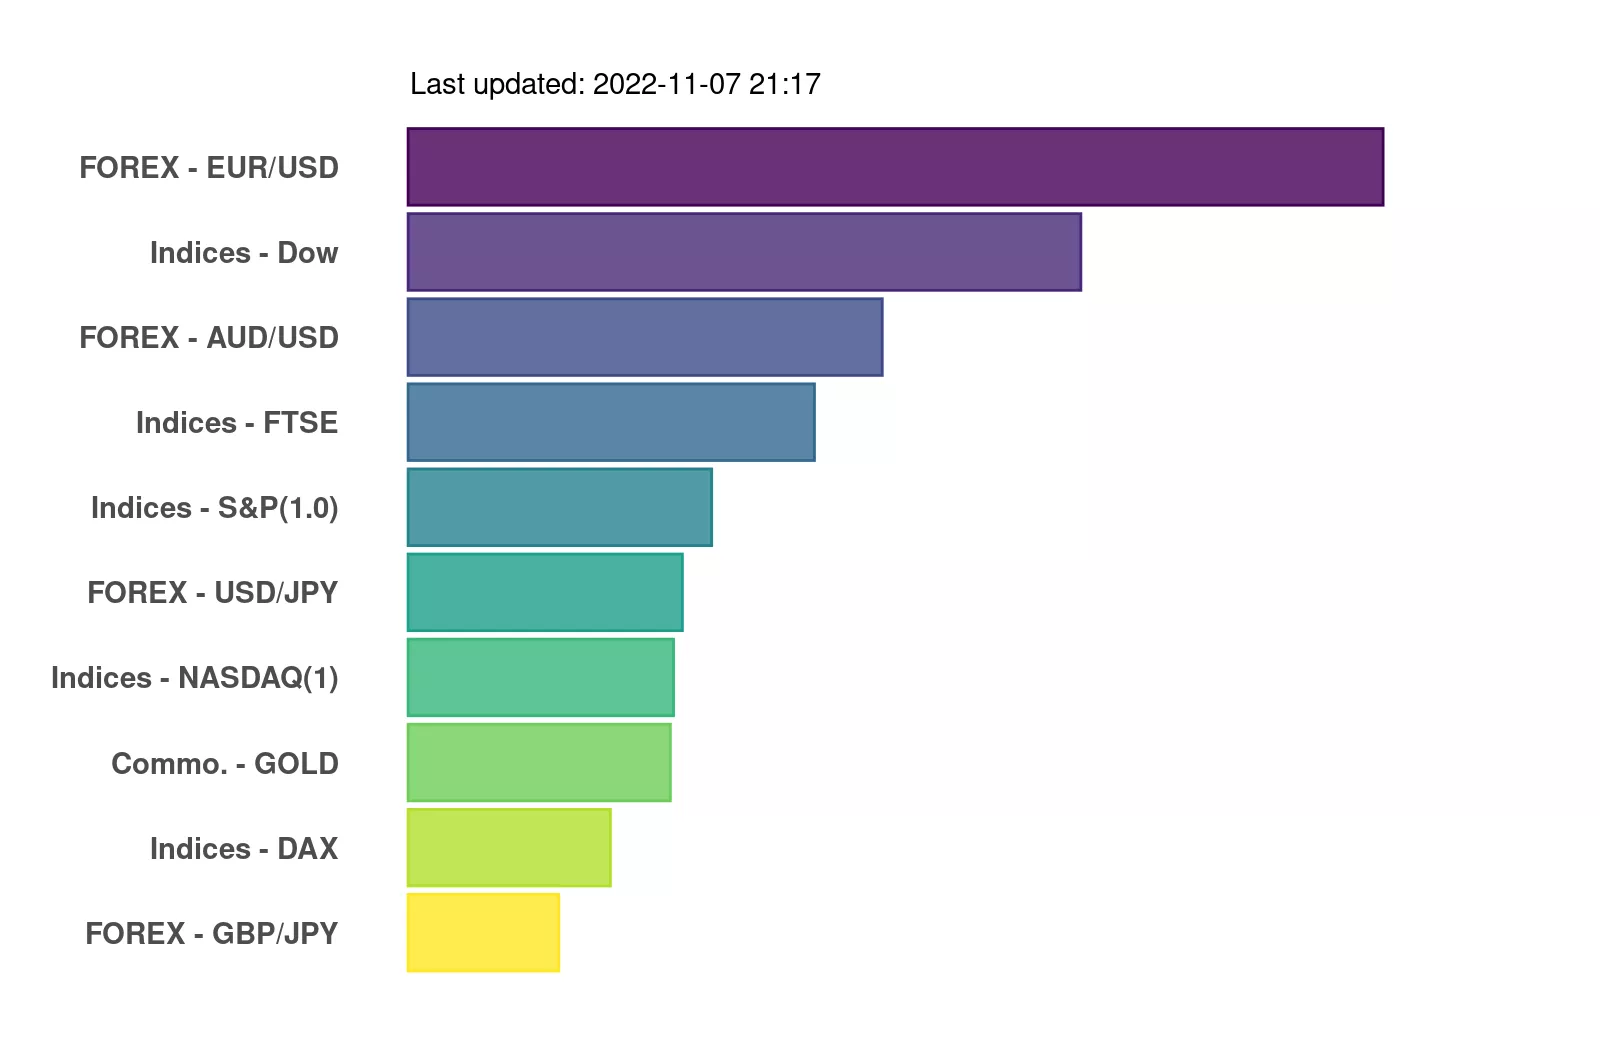 Last updated: 2022-11-07 21:17
FOREX - EUR/USD
Indices - Dow
FOREX - AUD/USD
Indices - FTSE
Indices - S&P(1.0)
FOREX - USD/JPY
Indices - NASDAQ(1)
Commo. - GOLD
Indices - DAX
FOREX - GBP/JPY